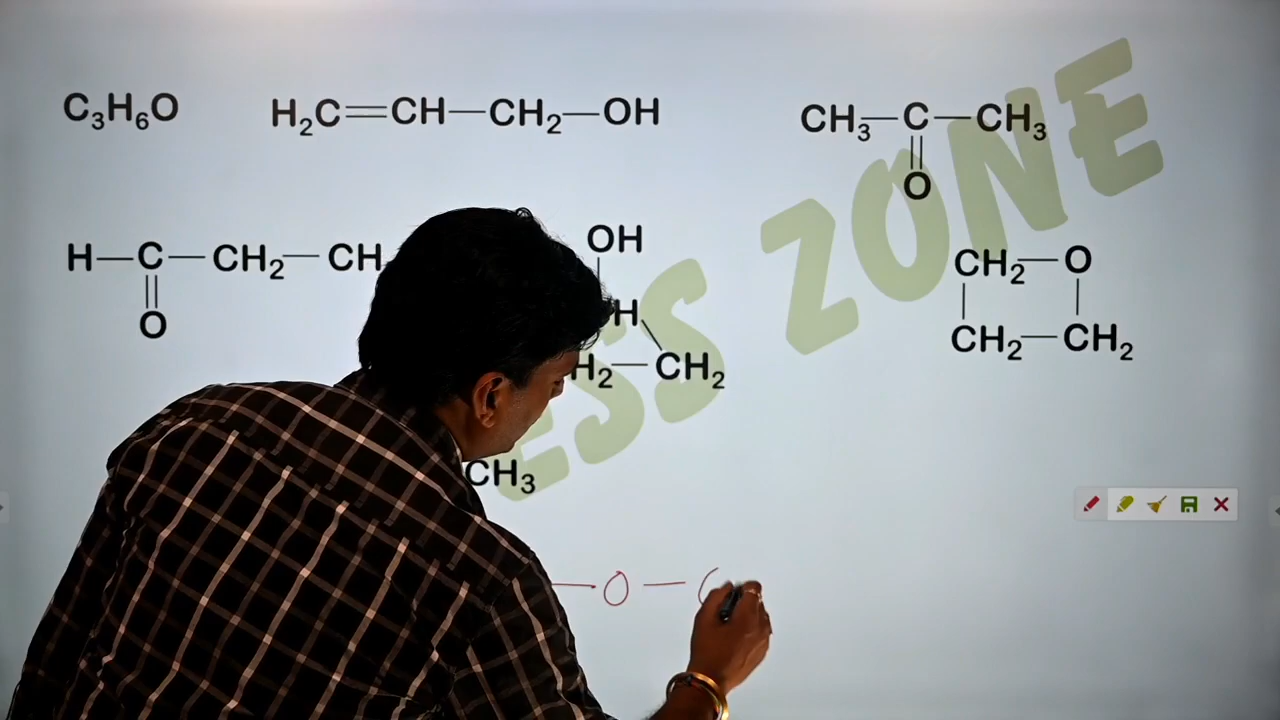 C₃H₆O
H₂C=CH—CH₂—OH
CH₃—C—CH₃
O
H—C—CH₂—CH
O
OH
H
H₂—CH₂
CH₂—O
CH₂—CH₂
CH₃
—O—C
ESS ZONE